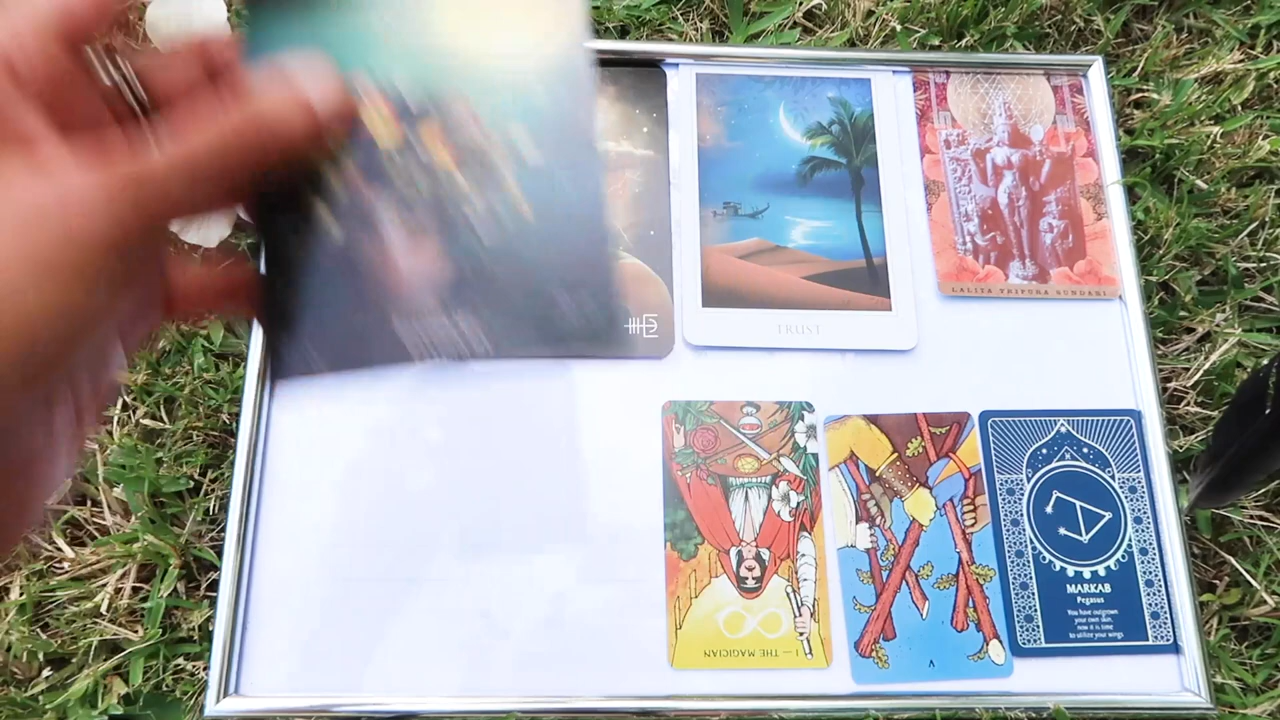 TRUST
LALITA TRIPURA SUNDARI
I — THE MAGICIAN
V
MARKAB
Pegasus
You have outgrown
your own skin,
now it is time
to utilize your wings